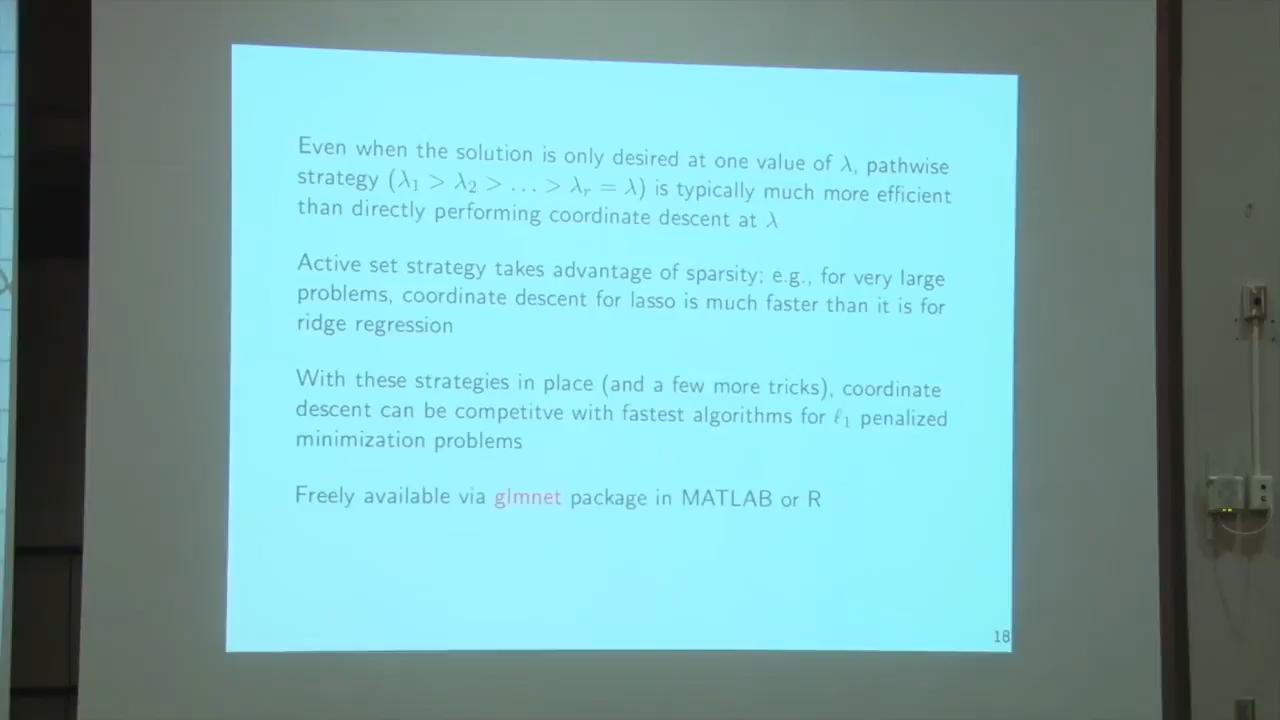 Even when the solution is only desired at one value of λ, pathwise
strategy (λ₁ > λ₂ > … > λᵣ = λ) is typically much more efficient
than directly performing coordinate descent at λ
Active set strategy takes advantage of sparsity; e.g., for very large
problems, coordinate descent for lasso is much faster than it is for
ridge regression
With these strategies in place (and a few more tricks), coordinate
descent can be competitve with fastest algorithms for ℓ₁ penalized
minimization problems
Freely available via glmnet package in MATLAB or R
18